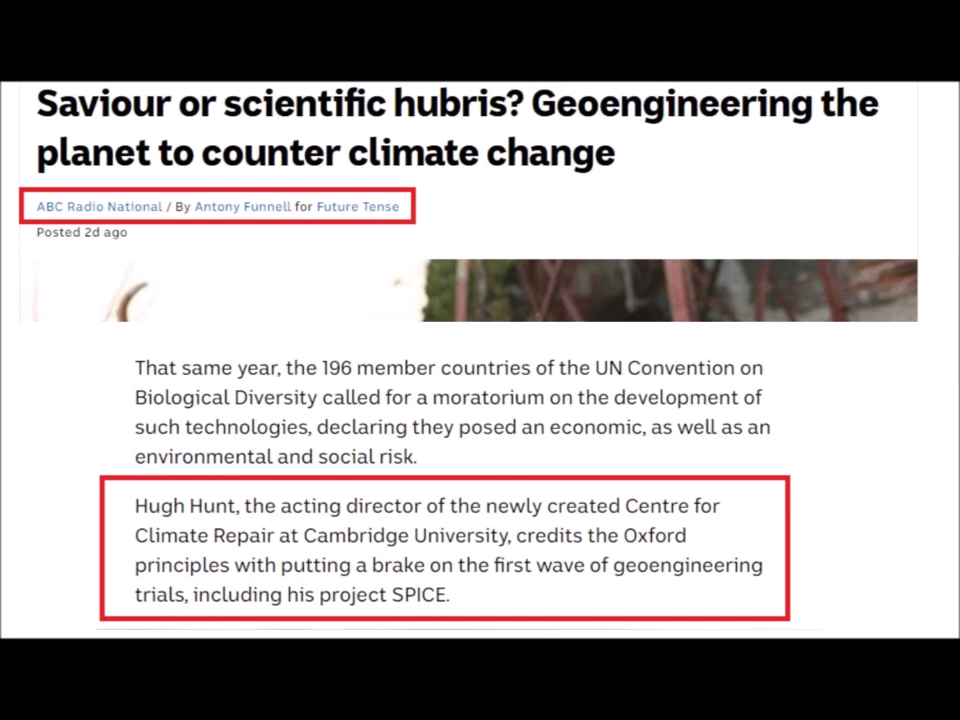 Saviour or scientific hubris? Geoengineering the
planet to counter climate change
ABC Radio National / By Antony Funnell for Future Tense
Posted 2d ago
That same year, the 196 member countries of the UN Convention on
Biological Diversity called for a moratorium on the development of
such technologies, declaring they posed an economic, as well as an
environmental and social risk.
Hugh Hunt, the acting director of the newly created Centre for
Climate Repair at Cambridge University, credits the Oxford
principles with putting a brake on the first wave of geoengineering
trials, including his project SPICE.